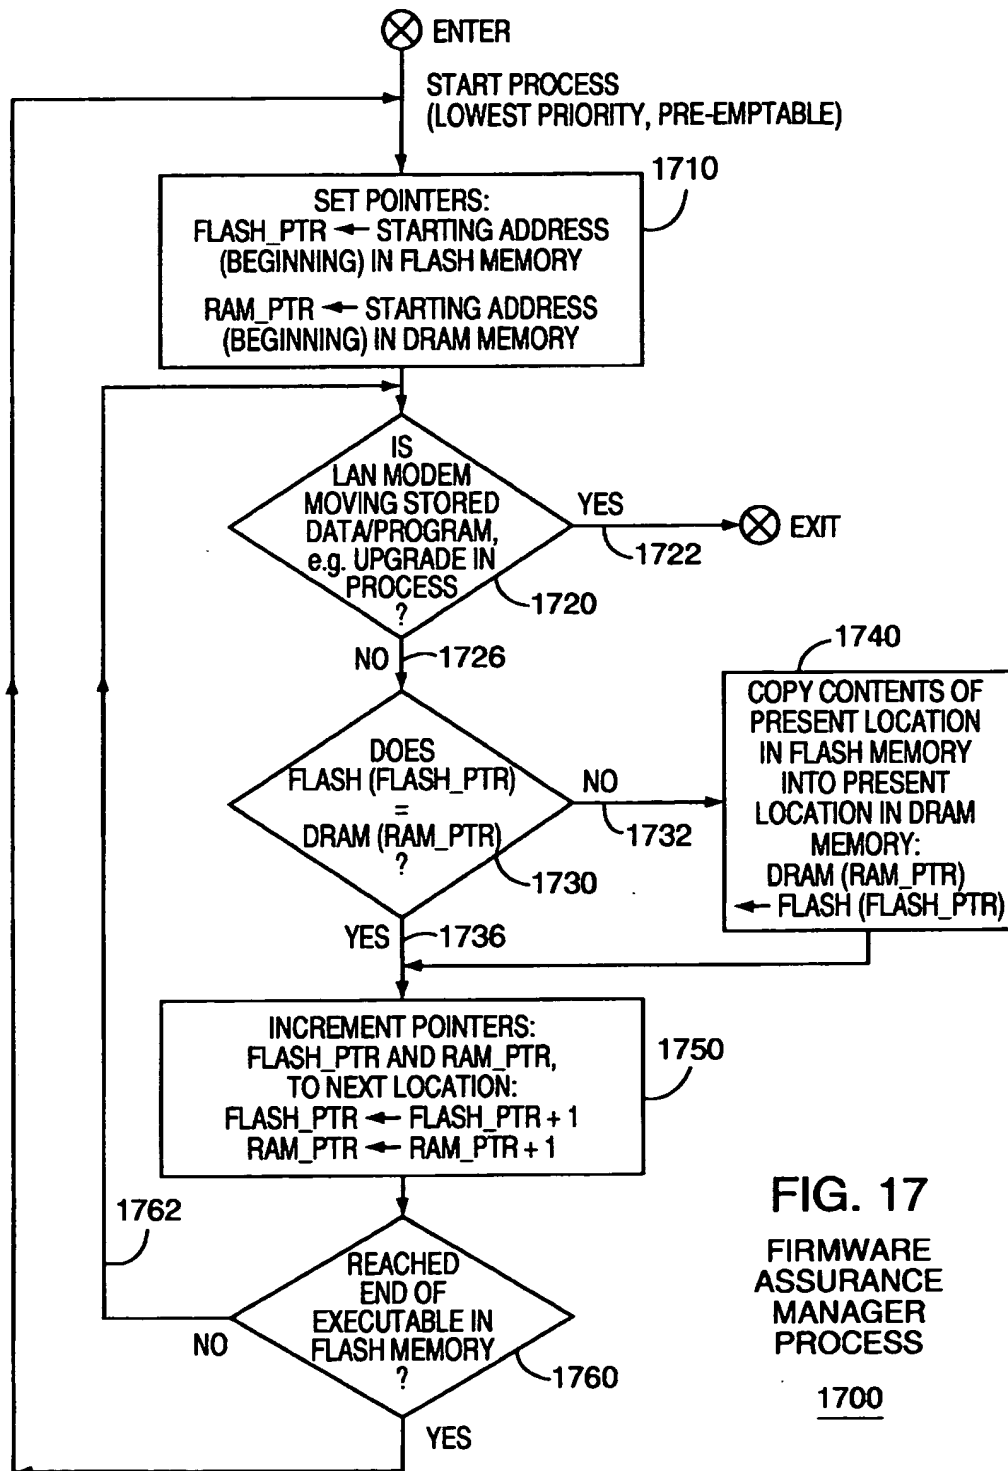 ENTER
START PROCESS
(LOWEST PRIORITY, PRE-EMPTABLE)
1710
SET POINTERS:
FLASH_PTR ← STARTING ADDRESS
(BEGINNING) IN FLASH MEMORY
RAM_PTR ← STARTING ADDRESS
(BEGINNING) IN DRAM MEMORY
IS
LAN MODEM
MOVING STORED
DATA/PROGRAM,
e.g. UPGRADE IN
PROCESS
?
YES
1722
EXIT
1720
NO
1726
DOES
FLASH (FLASH_PTR)
=
DRAM (RAM_PTR)
?
NO
1732
1730
1740
COPY CONTENTS OF
PRESENT LOCATION
IN FLASH MEMORY
INTO PRESENT
LOCATION IN DRAM
MEMORY:
DRAM (RAM_PTR)
← FLASH (FLASH_PTR)
YES
1736
INCREMENT POINTERS:
FLASH_PTR AND RAM_PTR,
TO NEXT LOCATION:
FLASH_PTR ← FLASH_PTR + 1
RAM_PTR ← RAM_PTR + 1
1750
1762
REACHED
END OF
EXECUTABLE IN
FLASH MEMORY
?
NO
1760
YES
FIG. 17
FIRMWARE
ASSURANCE
MANAGER
PROCESS
1700